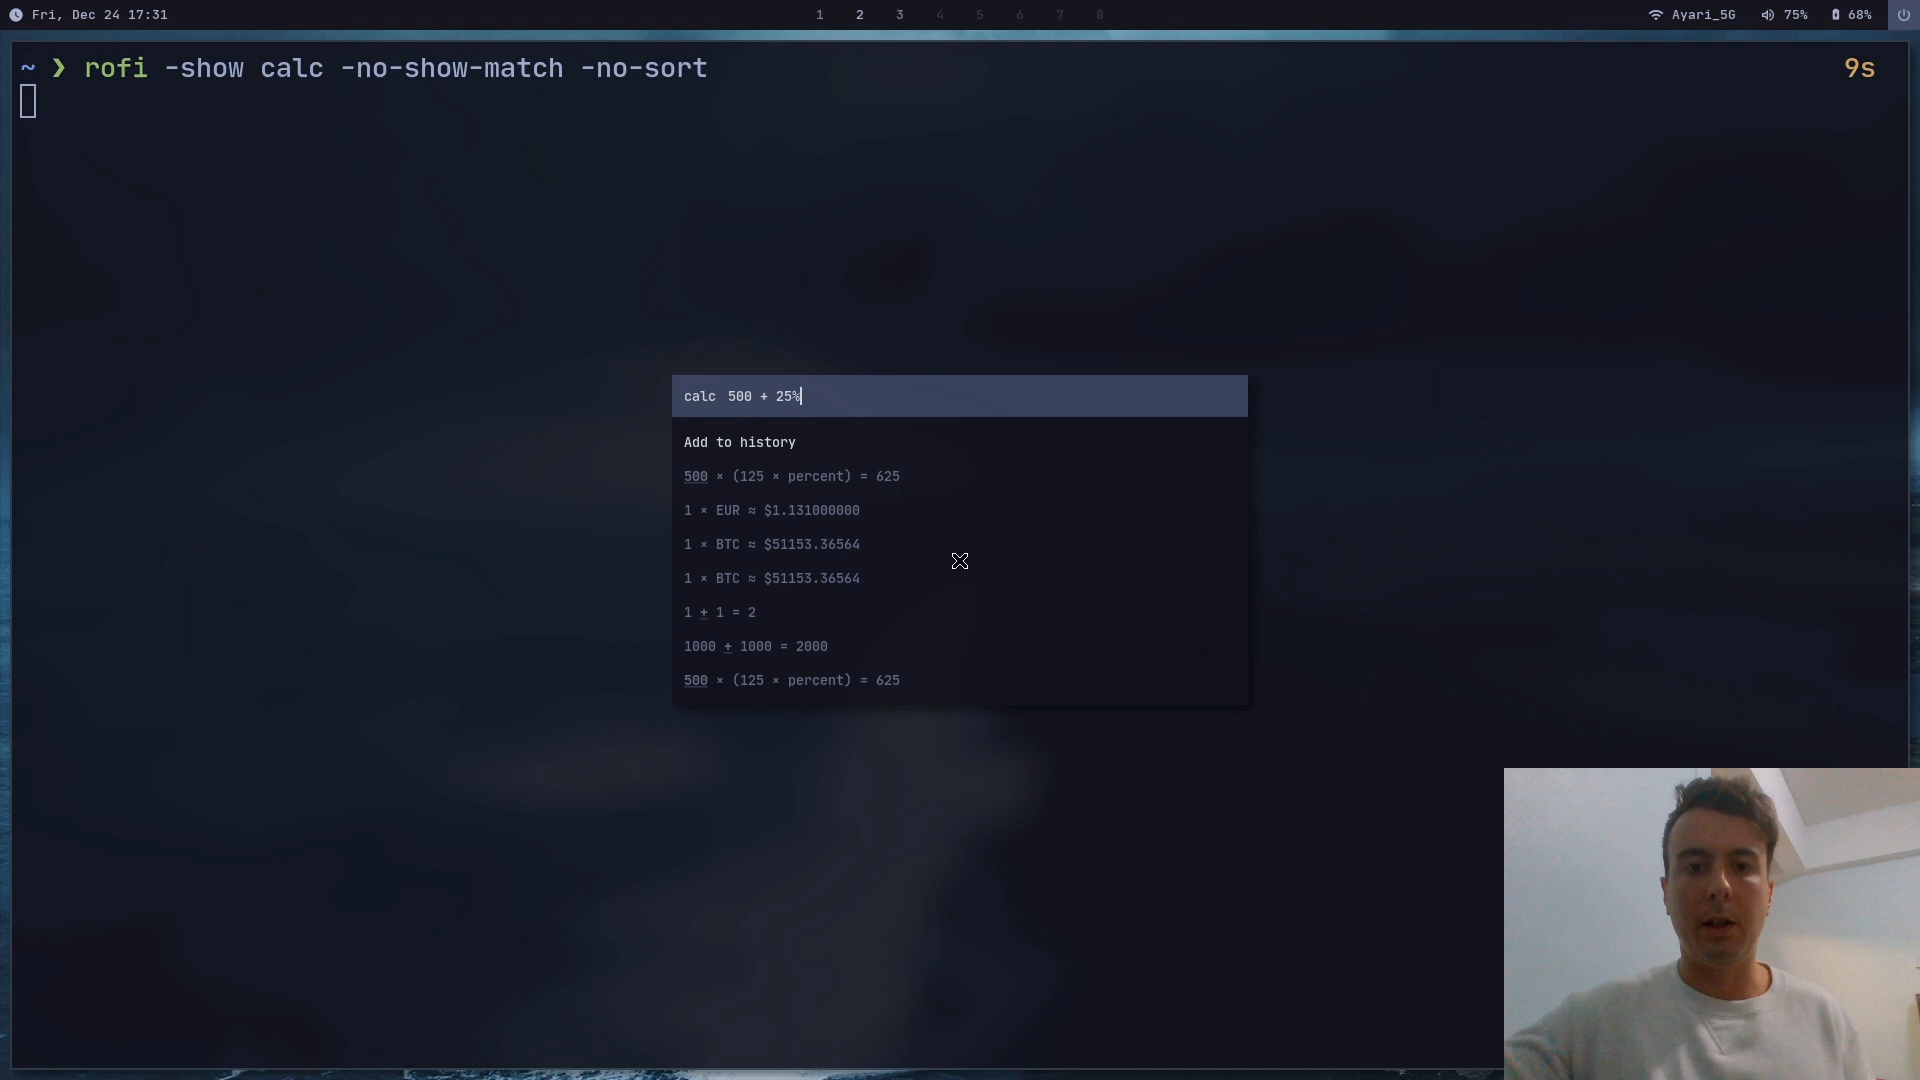 Fri, Dec 24 17:31
1 2 3 4 5 6 7 8
Ayari_5G 75% 68%
~ ❯ rofi -show calc -no-show-match -no-sort
9s
calc 500 + 25%
Add to history
500 × (125 × percent) = 625
1 × EUR ≈ $1.131000000
1 × BTC ≈ $51153.36564
1 × BTC ≈ $51153.36564
1 + 1 = 2
1000 + 1000 = 2000
500 × (125 × percent) = 625